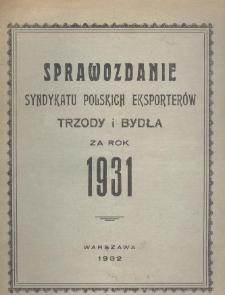 SPRAWOZDANIE
SYNDYKATU POLSKICH EKSPORTERÓW
TRZODY i BYDŁA
ZA ROK
1931
WARSZAWA
1932